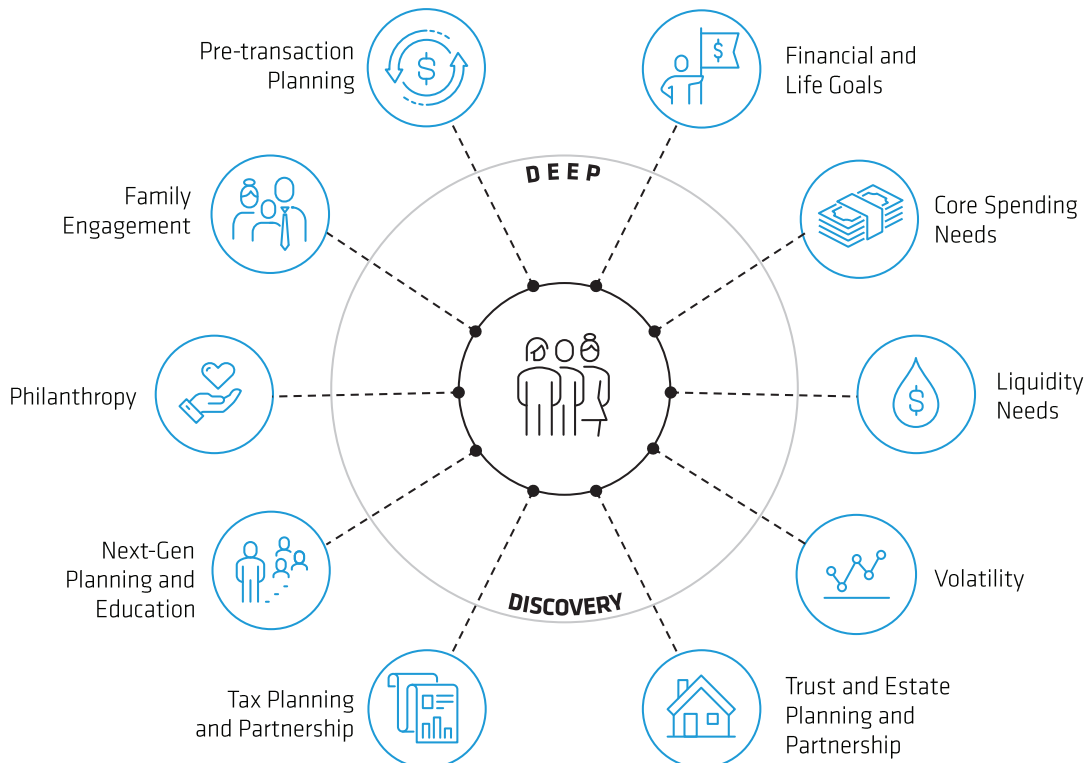 Pre-transaction
Planning
$
$
Financial and
Life Goals
DEEP
Family
Engagement
Core Spending
Needs
Philanthropy
$
Liquidity
Needs
Next-Gen
Planning and
Education
Volatility
DISCOVERY
Tax Planning
and Partnership
Trust and Estate
Planning and
Partnership